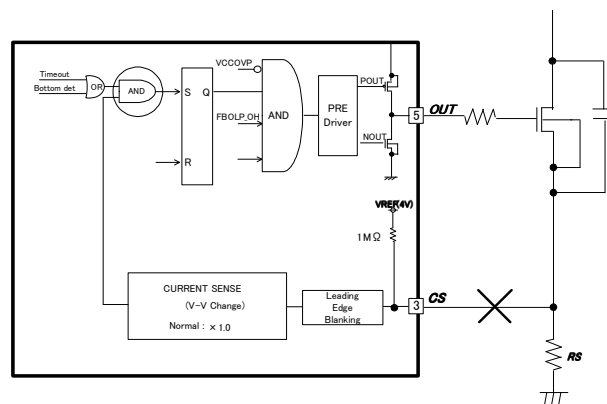 Timeout
Bottom det.
OR
AND
S Q
R
VCCOVP
FBOLP_OH
AND
PRE
Driver
POUT
NOUT
5
OUT
VREF(4V)
1MΩ
CURRENT SENSE
(V-V Change)
Normal : × 1.0
Leading
Edge
Blanking
3
CS
RS